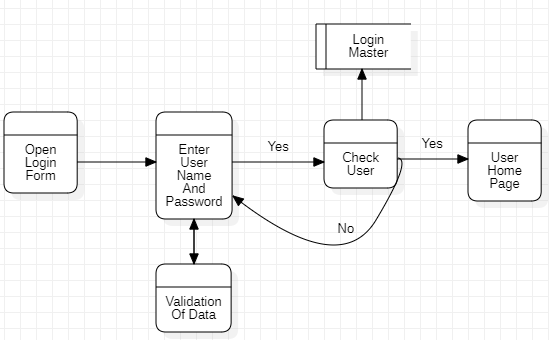 Login
Master
Open
Login
Form
Enter
User
Name
And
Password
Yes
Check
User
Yes
User
Home
Page
No
Validation
Of Data